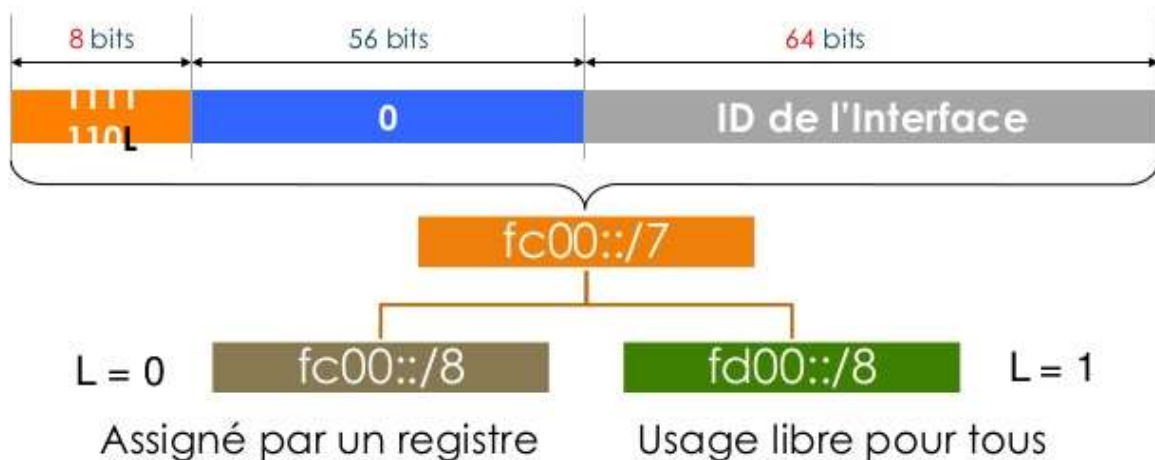 8 bits
56 bits
64 bits
1111
110L
0
ID de l'Interface
fc00::/7
L = 0
fc00::/8
fd00::/8
L = 1
Assigné par un registre
Usage libre pour tous